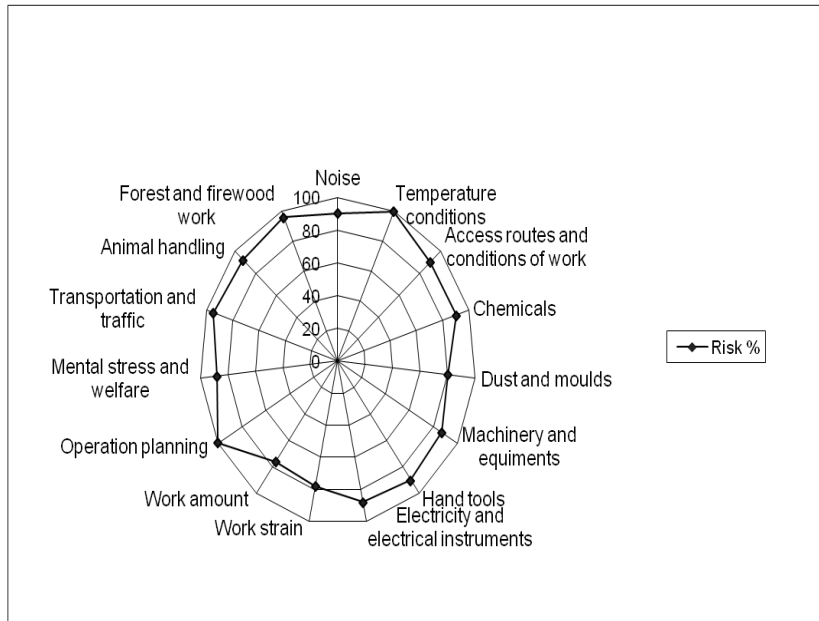 Noise
Temperature
conditions
Access routes and
conditions of work
Chemicals
Dust and moulds
Machinery and
equiments
Hand tools
Electricity and
electrical instruments
Work strain
Work amount
Operation planning
Mental stress and
welfare
Transportation and
traffic
Animal handling
Forest and firewood
work
100
80
60
40
20
0
Risk %